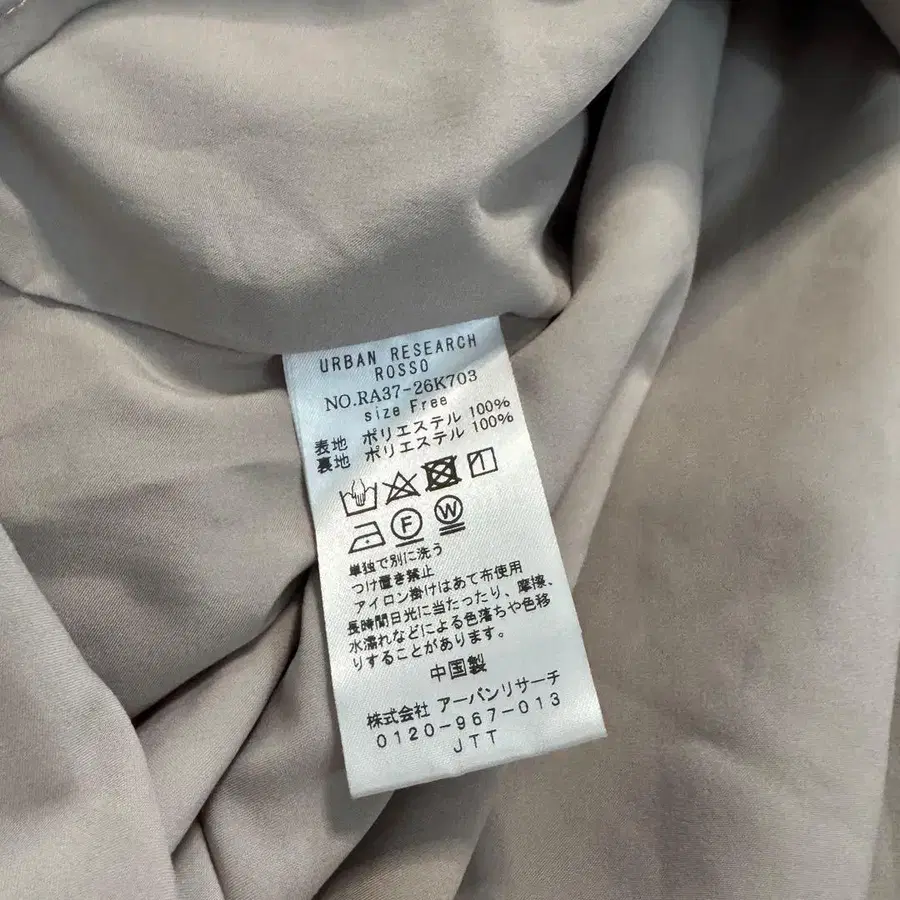 URBAN RESEARCH
ROSSO
NO.RA37-26K703
size Free
表地 ポリエステル 100%
裏地 ポリエステル 100%
F W
単独で別に洗う
つけ置き禁止
アイロン掛けはあて布使用
長時間日光に当たったり、摩擦、
水濡れなどによる色落ちや色移
りすることがあります。
中国製
株式会社 アーバンリサーチ
0120-967-013
JTT